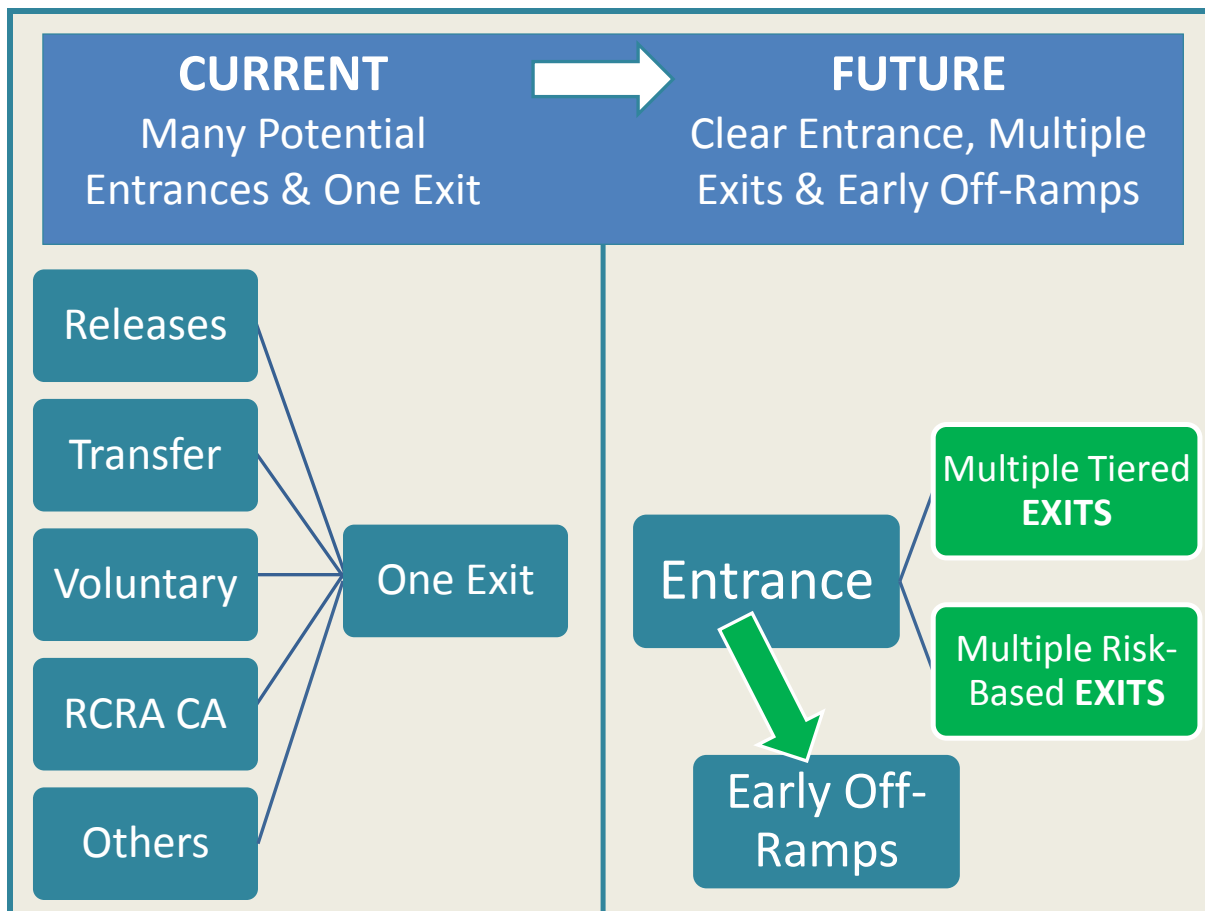 CURRENT
Many Potential
Entrances & One Exit
FUTURE
Clear Entrance, Multiple
Exits & Early Off-Ramps
Releases
Transfer
Voluntary
RCRA CA
Others
One Exit
Entrance
Multiple Tiered
EXITS
Multiple Risk-
Based EXITS
Early Off-
Ramps